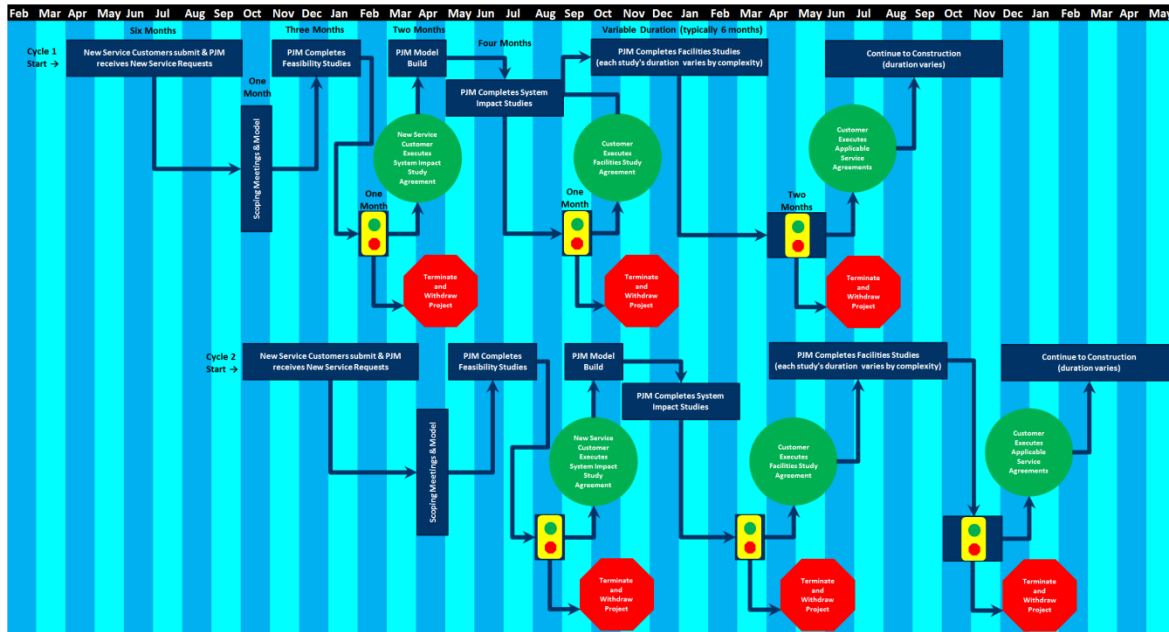 Feb Mar Apr May Jun Jul Aug Sep Oct Nov Dec Jan Feb Mar Apr May Jun Jul Aug Sep Oct Nov Dec Jan Feb Mar Apr May Jun Jul Aug Sep Oct Nov Dec Jan Feb Mar Apr May
Six Months
Three Months
Two Months
Four Months
Variable Duration (typically 6 months)
Cycle 1
Start →
New Service Customers submit & PJM
receives New Service Requests
One
Month
Scoping Meetings & Model
PJM Completes
Feasibility Studies
PJM Model
Build
PJM Completes System
Impact Studies
PJM Completes Facilities Studies
(each study's duration varies by complexity)
Continue to Construction
(duration varies)
New Service
Customer
Executes
System Impact
Study
Agreement
Customer
Executes
Facilities Study
Agreement
Customer
Executes
Applicable
Service
Agreements
One
Month
One
Month
Two
Months
Terminate
and
Withdraw
Project
Terminate
and
Withdraw
Project
Terminate
and
Withdraw
Project
Cycle 2
Start →
New Service Customers submit & PJM
receives New Service Requests
Scoping Meetings & Model
PJM Completes
Feasibility Studies
PJM Model
Build
PJM Completes System
Impact Studies
PJM Completes Facilities Studies
(each study's duration varies by complexity)
Continue to Construction
(duration varies)
New Service
Customer
Executes
System Impact
Study
Agreement
Customer
Executes
Facilities Study
Agreement
Customer
Executes
Applicable
Service
Agreements
Terminate
and
Withdraw
Project
Terminate
and
Withdraw
Project
Terminate
and
Withdraw
Project